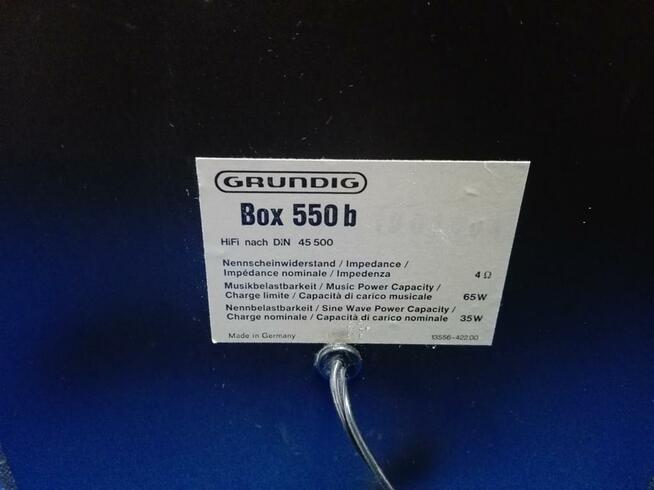 GRUNDIG
Box 550 b
HiFi nach DIN 45 500
Nennscheinwiderstand / Impedance /
Impédance nominale / Impedenza 4 Ω
Musikbelastbarkeit / Music Power Capacity /
Charge limite / Capacità di carico musicale 65 W
Nennbelastbarkeit / Sine Wave Power Capacity /
Charge nominale / Capacità di carico nominale 35 W
Made in Germany 13556-422.00